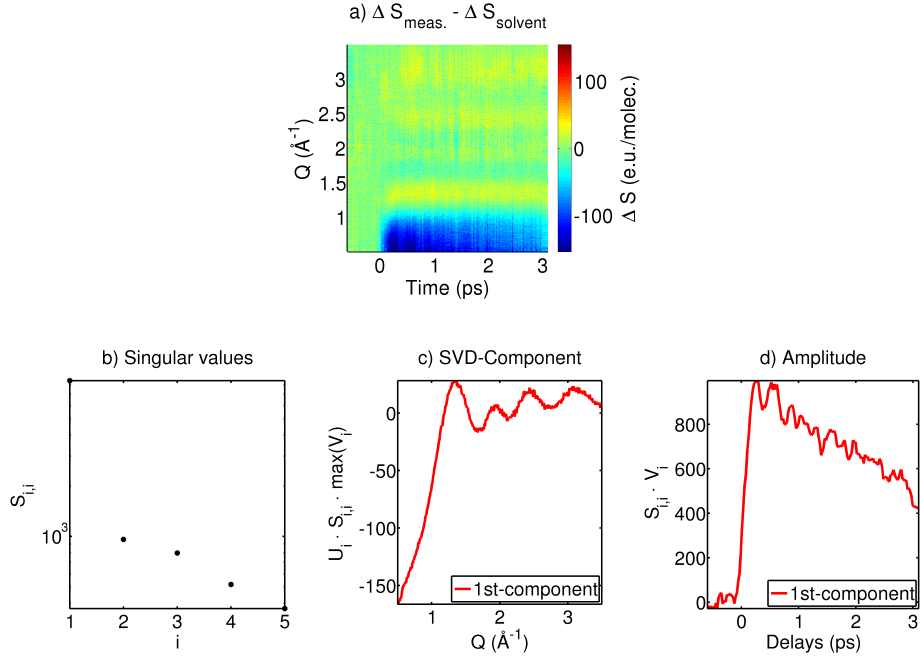 a) Δ S_meas. - Δ S_solvent
3
2.5
2
1.5
1
Q (Å⁻¹)
0 1 2 3
Time (ps)
100
0
-100
Δ S (e.u./molec.)
b) Singular values
10³
S_i,i
1 2 3 4 5
i
c) SVD-Component
0
-50
-100
-150
U_i · S_i,i · max(V_i)
1st-component
1 2 3
Q (Å⁻¹)
d) Amplitude
800
600
400
200
0
S_i,i · V_i
1st-component
0 1 2 3
Delays (ps)